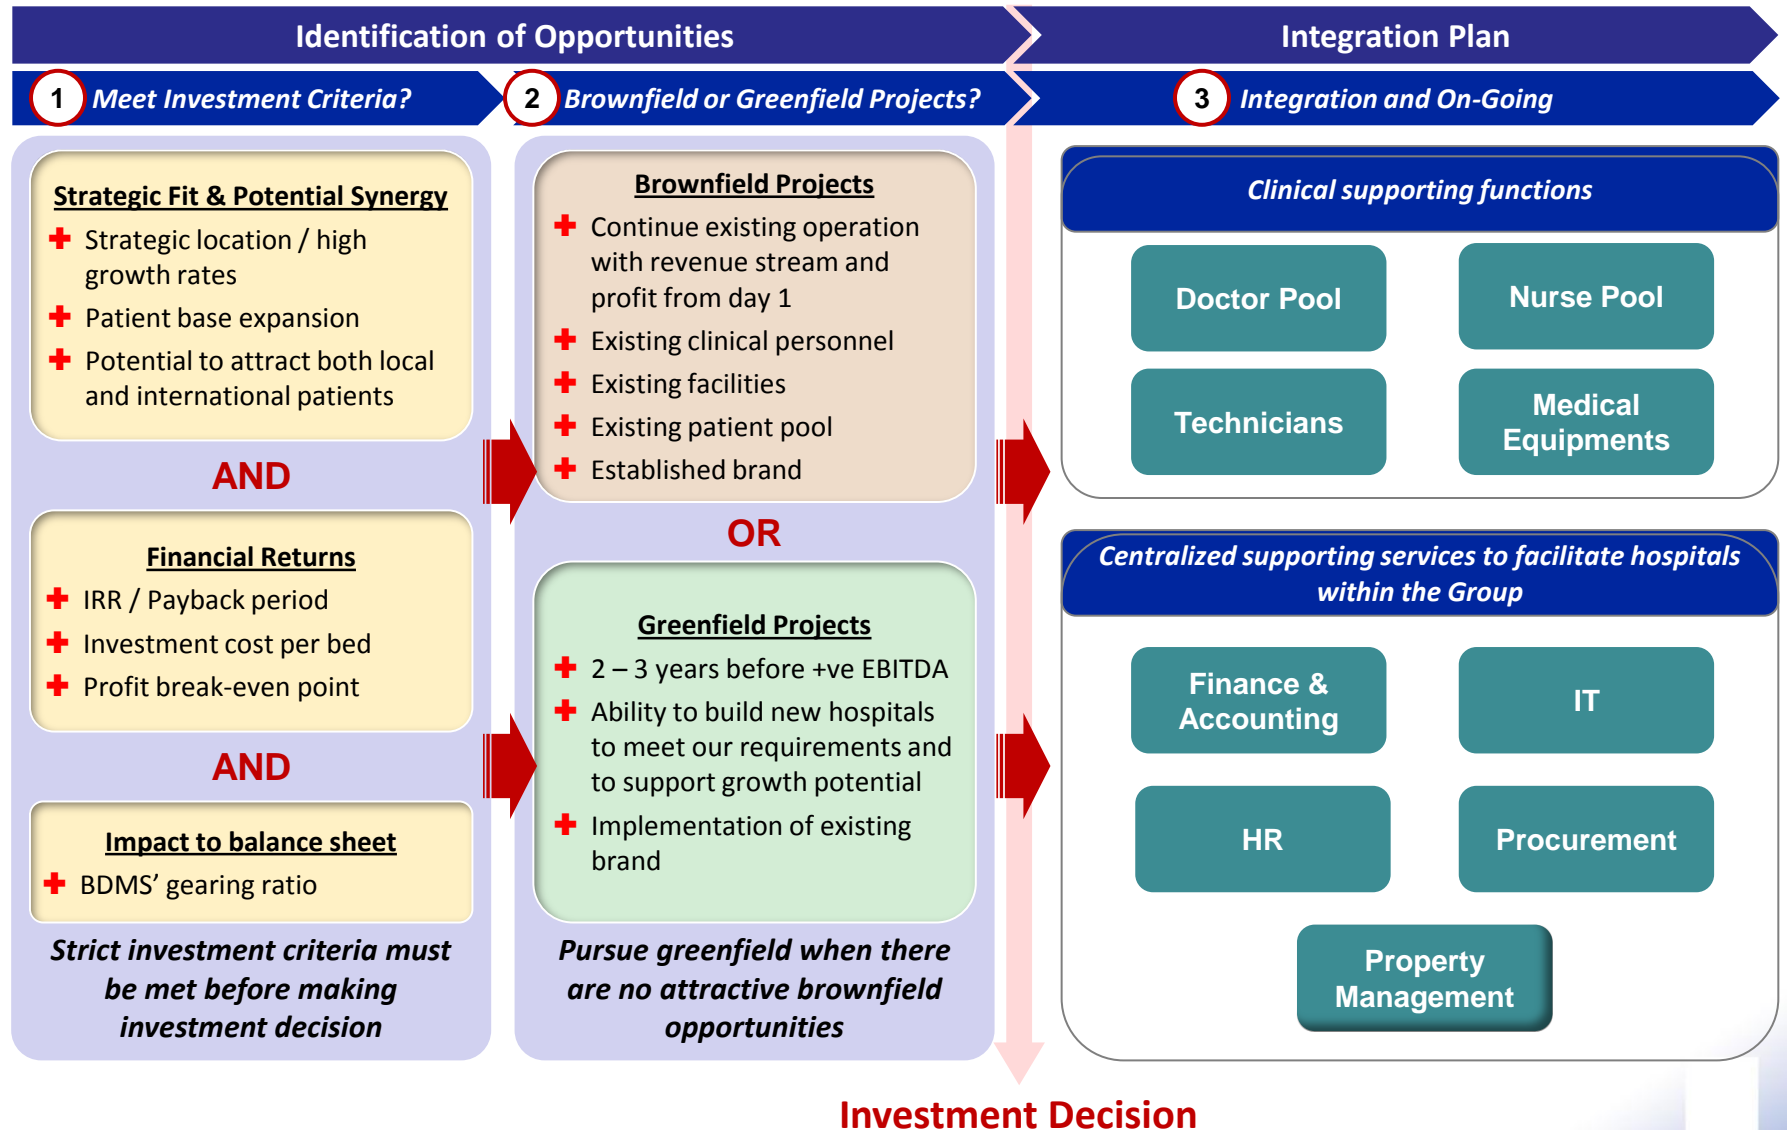 Identification of Opportunities
Integration Plan
1 Meet Investment Criteria?
2 Brownfield or Greenfield Projects?
3 Integration and On-Going
Strategic Fit & Potential Synergy
Strategic location / high
growth rates
Patient base expansion
Potential to attract both local
and international patients
AND
Financial Returns
IRR / Payback period
Investment cost per bed
Profit break-even point
AND
Impact to balance sheet
BDMS’ gearing ratio
Strict investment criteria must
be met before making
investment decision
Brownfield Projects
Continue existing operation
with revenue stream and
profit from day 1
Existing clinical personnel
Existing facilities
Existing patient pool
Established brand
OR
Greenfield Projects
2 – 3 years before +ve EBITDA
Ability to build new hospitals
to meet our requirements and
to support growth potential
Implementation of existing
brand
Pursue greenfield when there
are no attractive brownfield
opportunities
Clinical supporting functions
Doctor Pool
Nurse Pool
Technicians
Medical
Equipments
Centralized supporting services to facilitate hospitals
within the Group
Finance &
Accounting
IT
HR
Procurement
Property
Management
Investment Decision